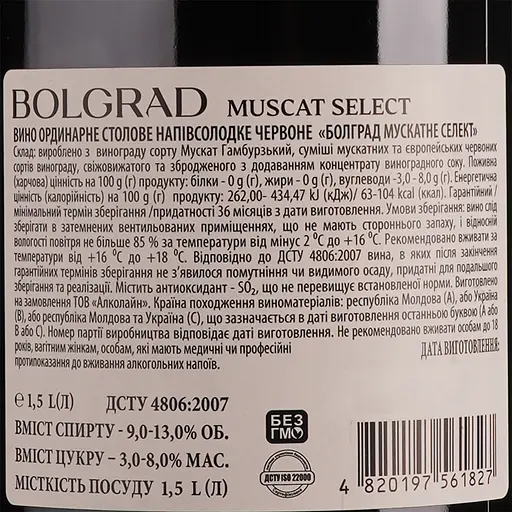 BOLGRAD MUSCAT SELECT
ВИНО ОРДИНАРНЕ СТОЛОВЕ НАПІВСОЛОДКЕ ЧЕРВОНЕ «БОЛГРАД МУСКАТНЕ СЕЛЕКТ»
Склад: вироблено з винограду сорту Мускат Гамбурзький, суміші мускатних та європейських червоних
сортів винограду, свіжовижатого та збродженого з додаванням концентрату виноградного соку. Поживна
(харчова) цінність на 100 g (г) продукту: білки - 0 g (г), жири - 0 g (г), вуглеводи -3,0 - 8,0 g (г). Енергетична
цінність (калорійність) на 100 g (г) продукту: 262,00- 434,47 kJ (кДж)/ 63-104 kcal (ккал). Гарантійний /
мінімальний термін зберігання /придатності 36 місяців з дати виготовлення. Умови зберігання: вино слід
зберігати в затемнених вентильованих приміщеннях, що не мають стороннього запаху, і відносній
вологості повітря не більше 85 % за температури від мінус 2 ⁰C до +16 ⁰C. Рекомендовано вживати за
температури від +16 ⁰C до +18 ⁰C. Відповідно до ДСТУ 4806:2007 вина, в яких після закінчення
гарантійних термінів зберігання не з’явилося помутніння чи видимого осаду, придатні для подальшого
зберігання та реалізації. Містить антиоксидант - SO₂, що не перевищує встановленої норми. Виготовлено
на замовлення ТОВ «Алколайн». Країна походження виноматеріалів: республіка Молдова (А), або Україна
(В), або республіка Молдова та Україна (С), що зазначається в даті виготовлення останньою буквою (А або
В або С). Номер партії виробництва відповідає даті виготовлення. Не рекомендовано вживати особам до 18
років, вагітним жінкам, особам, які мають медичні чи професійні
протипоказання до вживання алкогольних напоїв.
ДАТА ВИГОТОВЛЕННЯ:
℮ 1,5 L(Л) ДСТУ 4806:2007
ВМІСТ СПИРТУ - 9,0-13,0% ОБ.
ВМІСТ ЦУКРУ – 3,0-8,0% МАС.
МІСТКІСТЬ ПОСУДУ 1,5 L (Л)
БЕЗ
ГМО
ДСТУ ISO 22000
4 820197 561827